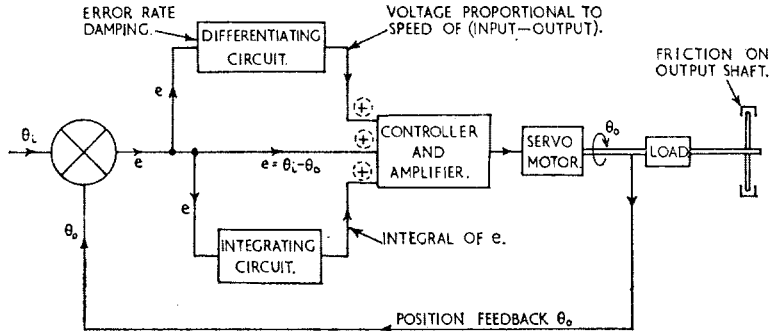 ERROR RATE
DAMPING.
DIFFERENTIATING
CIRCUIT.
VOLTAGE PROPORTIONAL TO
SPEED OF (INPUT—OUTPUT).
FRICTION ON
OUTPUT SHAFT.
e
θi
e
e = θi-θo
+
+
+
CONTROLLER
AND
AMPLIFIER.
SERVO
MOTOR.
θo
LOAD
e
θo
INTEGRATING
CIRCUIT.
INTEGRAL OF e.
POSITION FEEDBACK θo